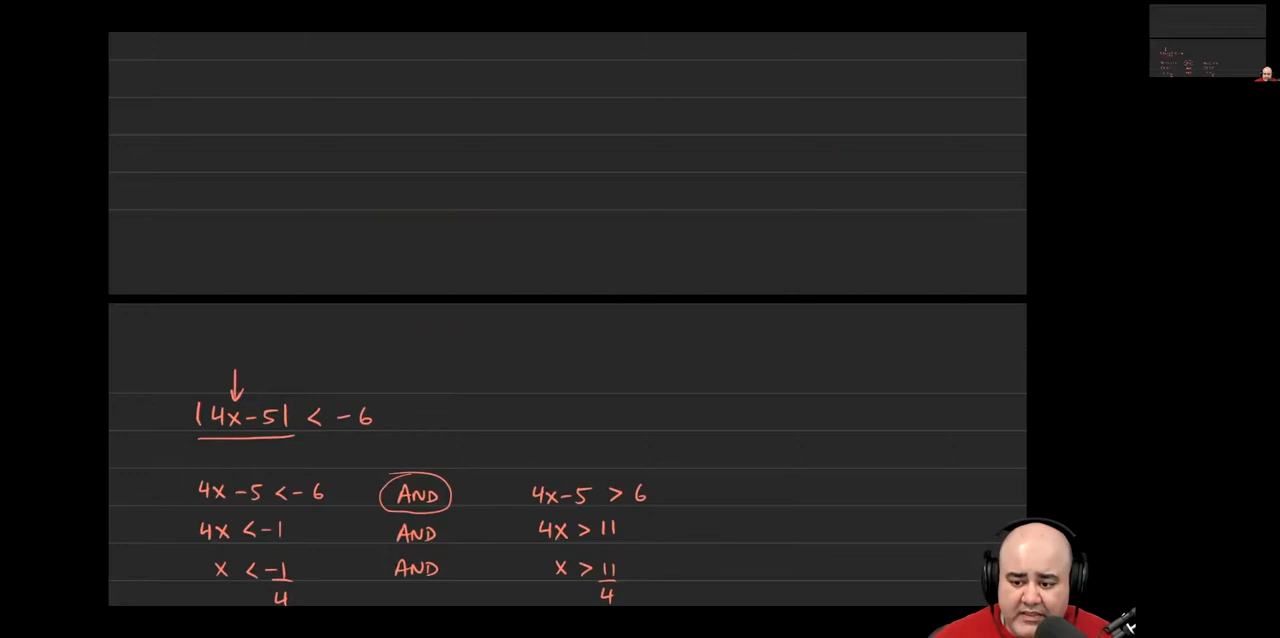 |4x-5| < -6
4x-5 < -6 AND 4x-5 > 6
4x < -1 AND 4x > 11
x < -1/4 AND x > 11/4